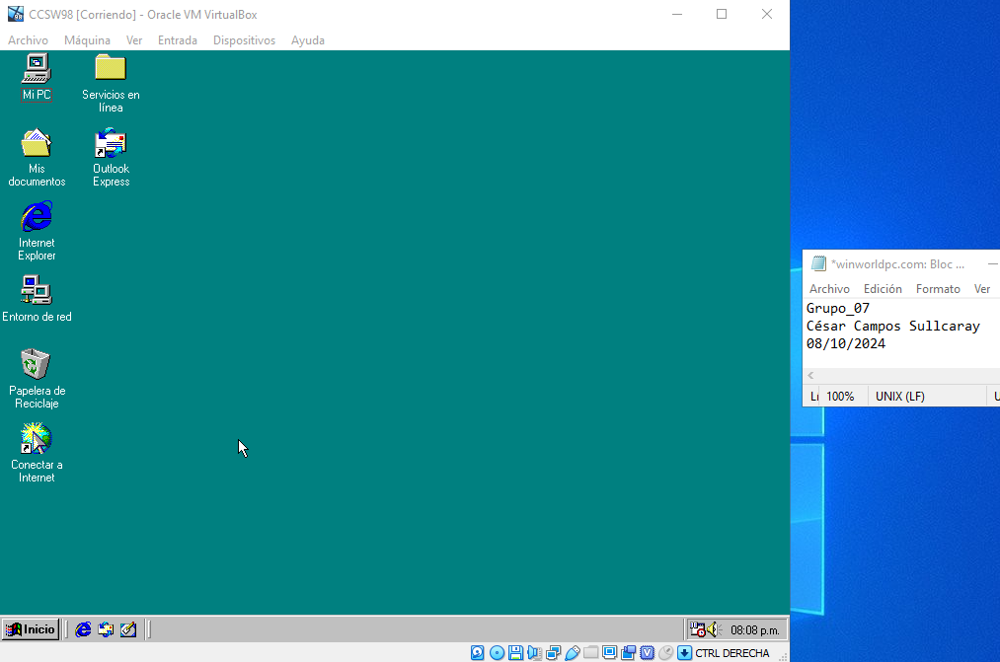 CCSW98 [Corriendo] - Oracle VM VirtualBox
Archivo Máquina Ver Entrada Dispositivos Ayuda
Mi PC
Servicios en
línea
Mis
documentos
Outlook
Express
Internet
Explorer
Entorno de red
Papelera de
Reciclaje
Conectar a
Internet
*winworldpc.com: Bloc ...
Archivo Edición Formato Ver
Grupo_07
César Campos Sullcaray
08/10/2024
100% UNIX (LF)
Inicio
08:08 p.m.
CTRL DERECHA